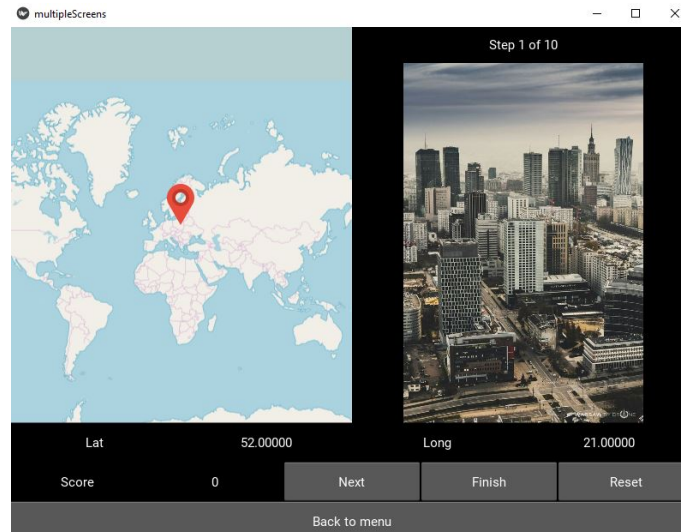 multipleScreens
Step 1 of 10
Lat 52.00000 Long 21.00000
Score 0 Next Finish Reset
Back to menu